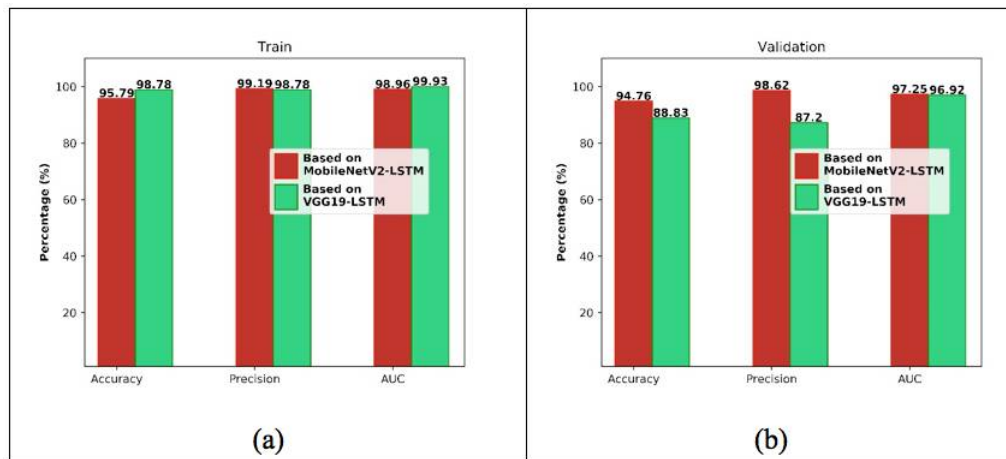 Train
Percentage (%)
100
80
60
40
20
95.79
98.78
99.19
98.78
98.96
99.93
Based on
MobileNetV2-LSTM
Based on
VGG19-LSTM
Accuracy
Precision
AUC
(a)
Validation
Percentage (%)
100
80
60
40
20
94.76
88.83
98.62
87.2
97.25
96.92
Based on
MobileNetV2-LSTM
Based on
VGG19-LSTM
Accuracy
Precision
AUC
(b)